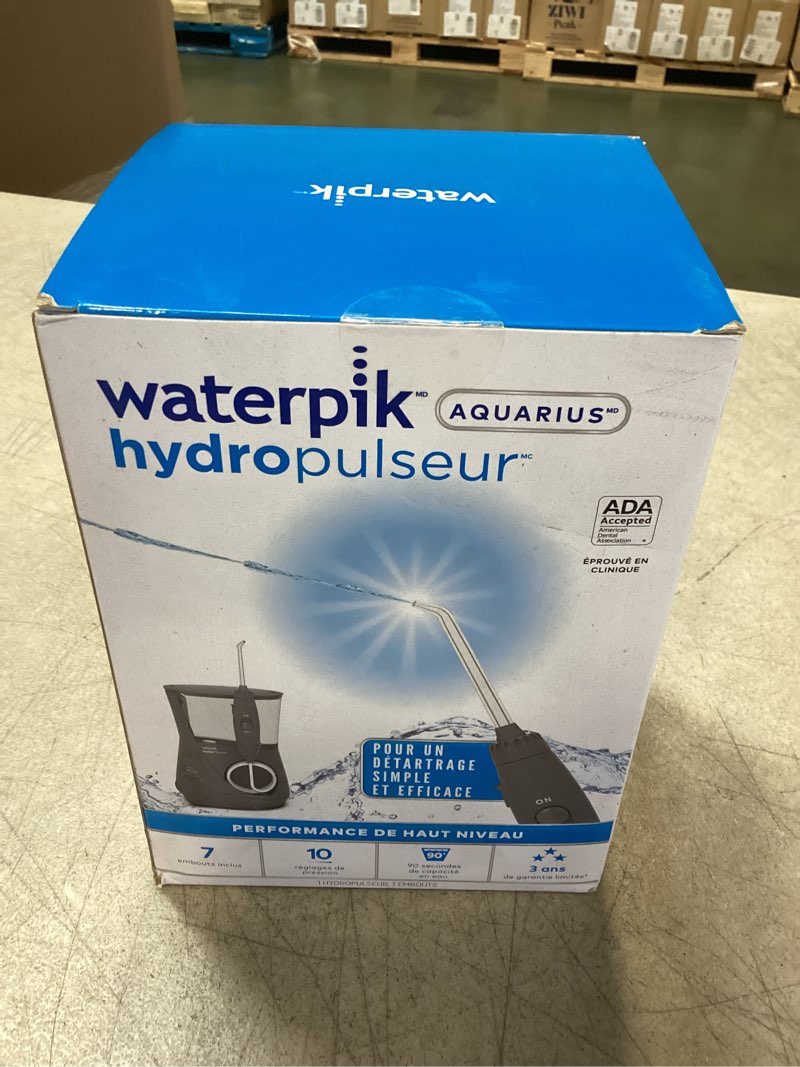 ZIWI
Peak
waterpik
waterpik MD
AQUARIUS MD
hydropulseur MC
ADA
Accepted
American
Dental
Association
ÉPROUVÉ EN
CLINIQUE
POUR UN
DÉTARTRAGE
SIMPLE
ET EFFICACE
ON
PERFORMANCE DE HAUT NIVEAU
7
embouts inclus
10
réglages de
pression
90
90 secondes
de capacité
en eau
3 ans
de garantie limitée*
1 HYDROPULSEUR, 7 EMBOUTS